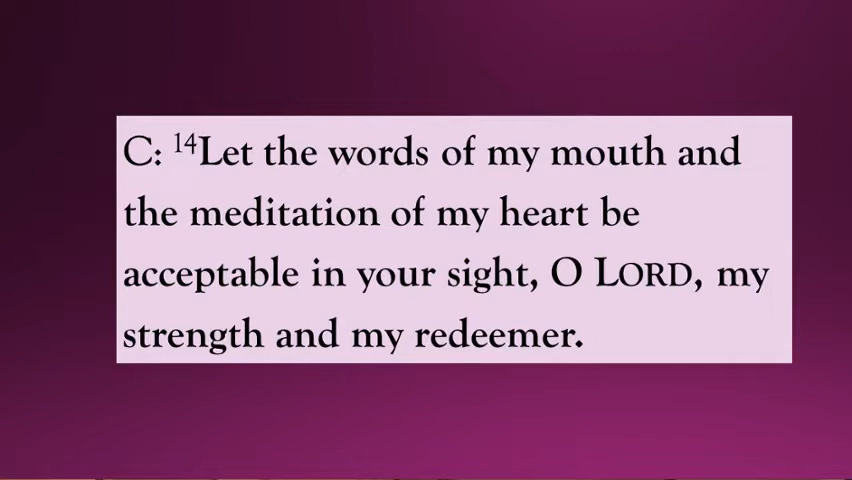 C: ¹⁴Let the words of my mouth and
the meditation of my heart be
acceptable in your sight, O LORD, my
strength and my redeemer.